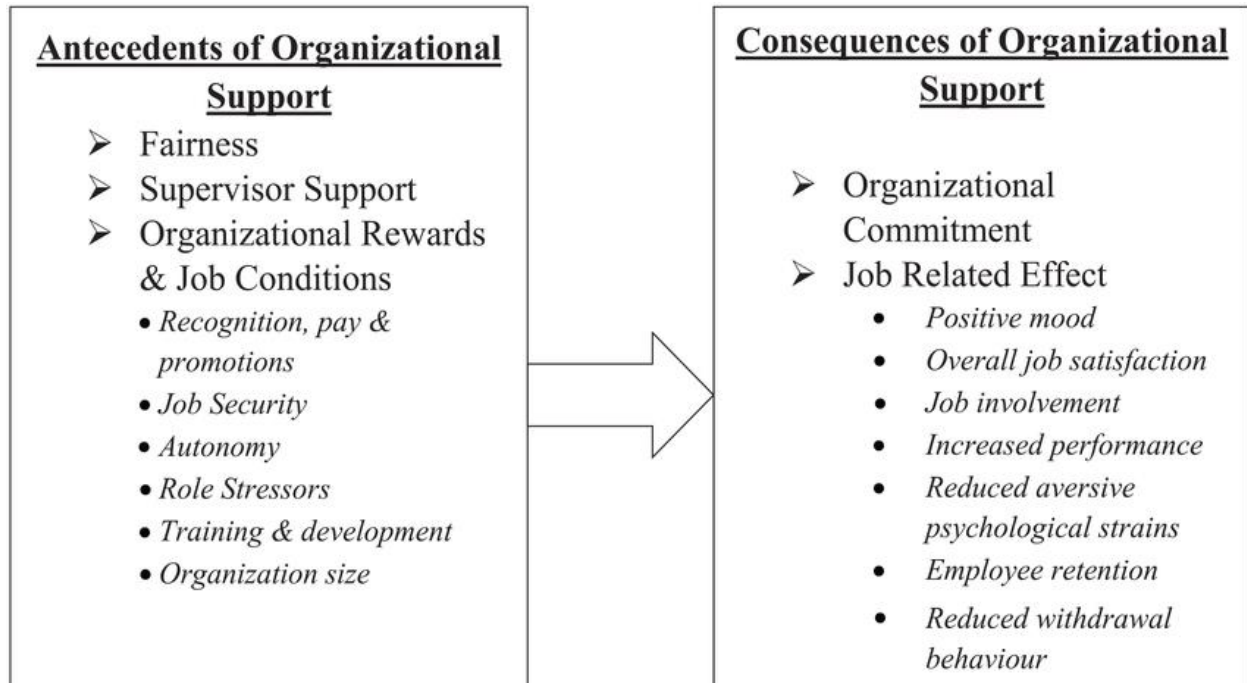 Antecedents of Organizational
Support
➢ Fairness
➢ Supervisor Support
➢ Organizational Rewards
& Job Conditions
• Recognition, pay &
promotions
• Job Security
• Autonomy
• Role Stressors
• Training & development
• Organization size
Consequences of Organizational
Support
➢ Organizational
Commitment
➢ Job Related Effect
• Positive mood
• Overall job satisfaction
• Job involvement
• Increased performance
• Reduced aversive
psychological strains
• Employee retention
• Reduced withdrawal
behaviour